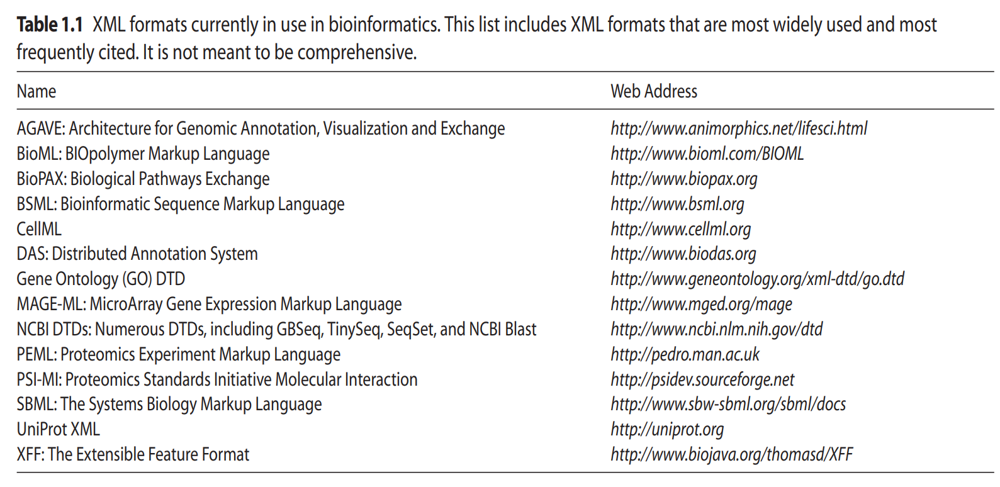 Table 1.1 XML formats currently in use in bioinformatics. This list includes XML formats that are most widely used and most
frequently cited. It is not meant to be comprehensive.
Name Web Address
AGAVE: Architecture for Genomic Annotation, Visualization and Exchange http://www.animorphics.net/lifesci.html
BioML: BIOpolymer Markup Language http://www.bioml.com/BIOML
BioPAX: Biological Pathways Exchange http://www.biopax.org
BSML: Bioinformatic Sequence Markup Language http://www.bsml.org
CellML http://www.cellml.org
DAS: Distributed Annotation System http://www.biodas.org
Gene Ontology (GO) DTD http://www.geneontology.org/xml-dtd/go.dtd
MAGE-ML: MicroArray Gene Expression Markup Language http://www.mged.org/mage
NCBI DTDs: Numerous DTDs, including GBSeq, TinySeq, SeqSet, and NCBI Blast http://www.ncbi.nlm.nih.gov/dtd
PEML: Proteomics Experiment Markup Language http://pedro.man.ac.uk
PSI-MI: Proteomics Standards Initiative Molecular Interaction http://psidev.sourceforge.net
SBML: The Systems Biology Markup Language http://www.sbw-sbml.org/sbml/docs
UniProt XML http://uniprot.org
XFF: The Extensible Feature Format http://www.biojava.org/thomasd/XFF